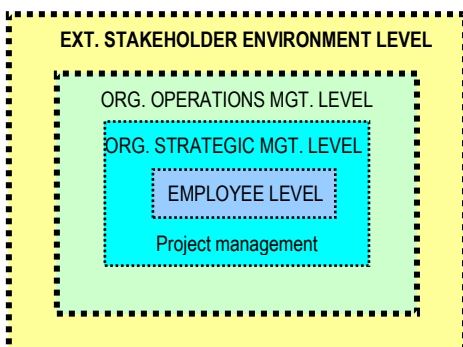 EXT. STAKEHOLDER ENVIRONMENT LEVEL
ORG. OPERATIONS MGT. LEVEL
ORG. STRATEGIC MGT. LEVEL
EMPLOYEE LEVEL
Project management